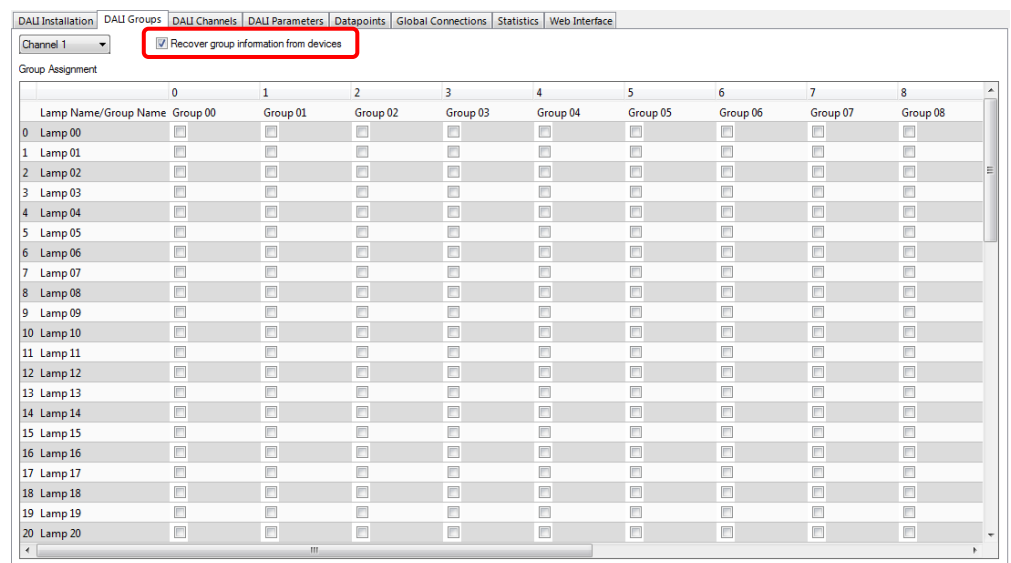 DALI Installation DALI Groups DALI Channels DALI Parameters Datapoints Global Connections Statistics Web Interface
Channel 1 Recover group information from devices
Group Assignment
0 1 2 3 4 5 6 7 8
Lamp Name/Group Name Group 00 Group 01 Group 02 Group 03 Group 04 Group 05 Group 06 Group 07 Group 08
0 Lamp 00
1 Lamp 01
2 Lamp 02
3 Lamp 03
4 Lamp 04
5 Lamp 05
6 Lamp 06
7 Lamp 07
8 Lamp 08
9 Lamp 09
10 Lamp 10
11 Lamp 11
12 Lamp 12
13 Lamp 13
14 Lamp 14
15 Lamp 15
16 Lamp 16
17 Lamp 17
18 Lamp 18
19 Lamp 19
20 Lamp 20